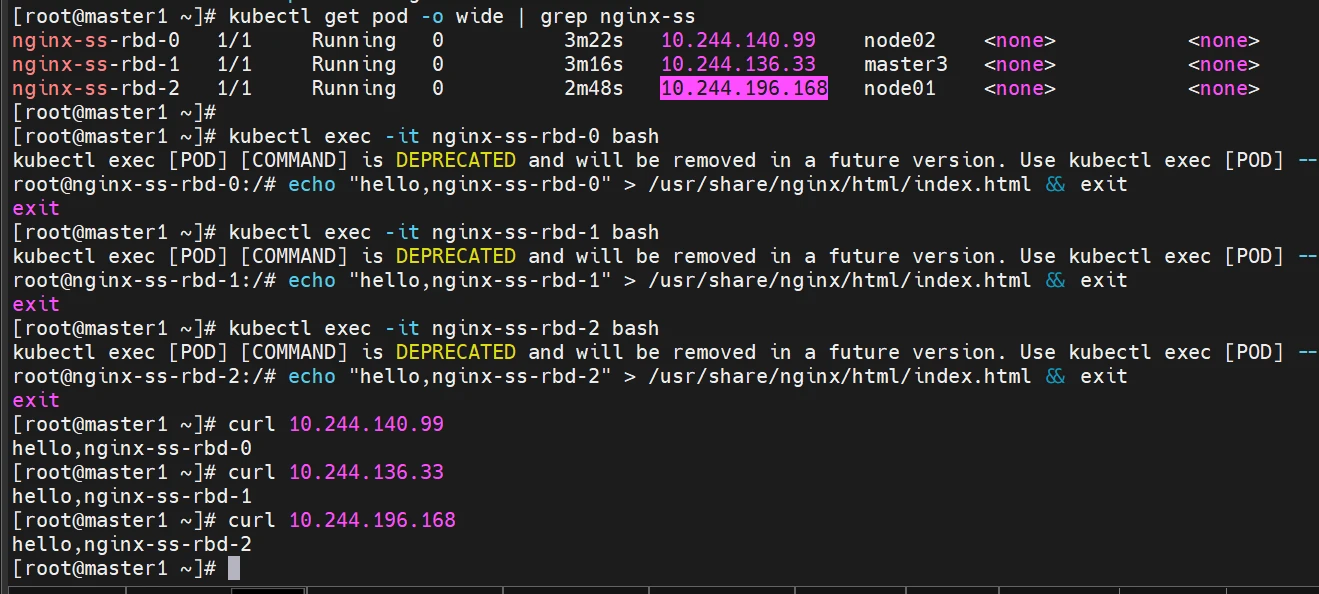 [root@master1 ~]# kubectl get pod -o wide | grep nginx-ss
nginx-ss-rbd-0   1/1     Running   0          3m22s   10.244.140.99    node02    <none>           <none>
nginx-ss-rbd-1   1/1     Running   0          3m16s   10.244.136.33    master3   <none>           <none>
nginx-ss-rbd-2   1/1     Running   0          2m48s   10.244.196.168   node01    <none>           <none>
[root@master1 ~]#
[root@master1 ~]# kubectl exec -it nginx-ss-rbd-0 bash
kubectl exec [POD] [COMMAND] is DEPRECATED and will be removed in a future version. Use kubectl exec [POD] --
root@nginx-ss-rbd-0:/# echo "hello,nginx-ss-rbd-0" > /usr/share/nginx/html/index.html && exit
exit
[root@master1 ~]# kubectl exec -it nginx-ss-rbd-1 bash
kubectl exec [POD] [COMMAND] is DEPRECATED and will be removed in a future version. Use kubectl exec [POD] --
root@nginx-ss-rbd-1:/# echo "hello,nginx-ss-rbd-1" > /usr/share/nginx/html/index.html && exit
exit
[root@master1 ~]# kubectl exec -it nginx-ss-rbd-2 bash
kubectl exec [POD] [COMMAND] is DEPRECATED and will be removed in a future version. Use kubectl exec [POD] --
root@nginx-ss-rbd-2:/# echo "hello,nginx-ss-rbd-2" > /usr/share/nginx/html/index.html && exit
exit
[root@master1 ~]# curl 10.244.140.99
hello,nginx-ss-rbd-0
[root@master1 ~]# curl 10.244.136.33
hello,nginx-ss-rbd-1
[root@master1 ~]# curl 10.244.196.168
hello,nginx-ss-rbd-2
[root@master1 ~]#